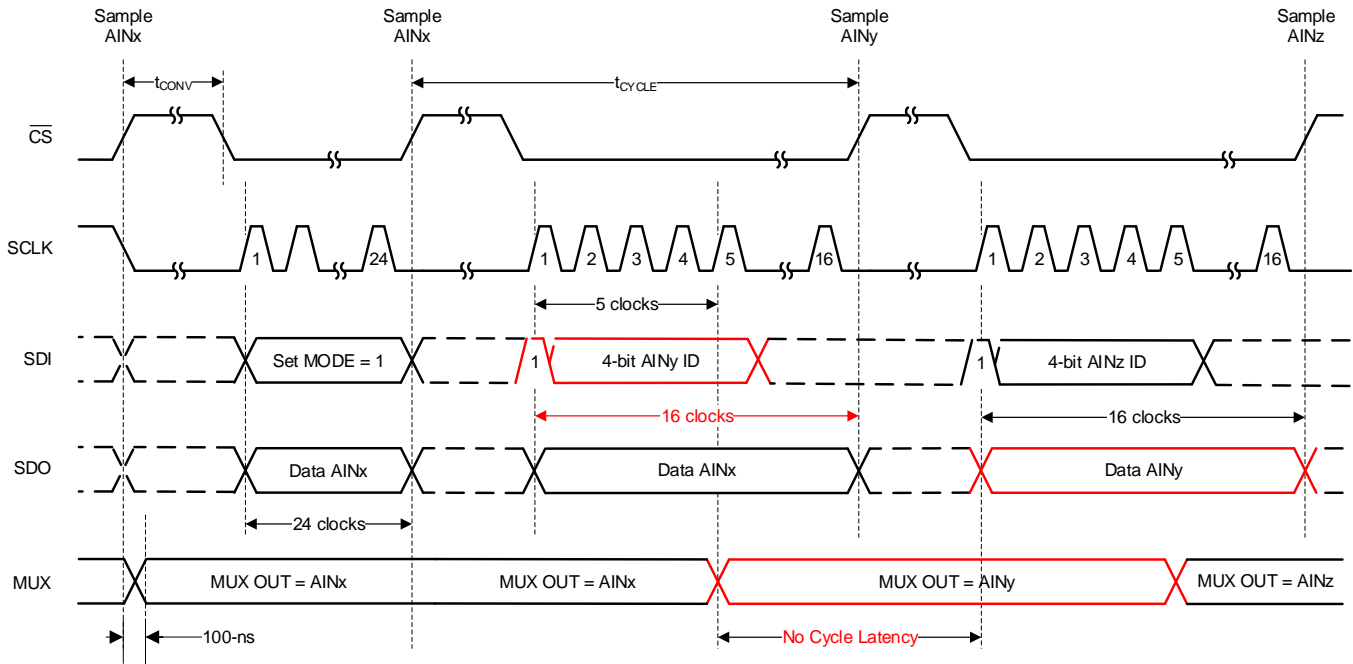 Sample
AINx
Sample
AINx
Sample
AINy
Sample
AINz
tCONV
tCYCLE
CS
SCLK
1
24
1
2
3
4
5
16
1
2
3
4
5
16
5 clocks
SDI
Set MODE = 1
1
4-bit AINy ID
1
4-bit AINz ID
16 clocks
16 clocks
SDO
Data AINx
Data AINx
Data AINy
24 clocks
MUX
MUX OUT = AINx
MUX OUT = AINx
MUX OUT = AINy
MUX OUT = AINz
100-ns
No Cycle Latency